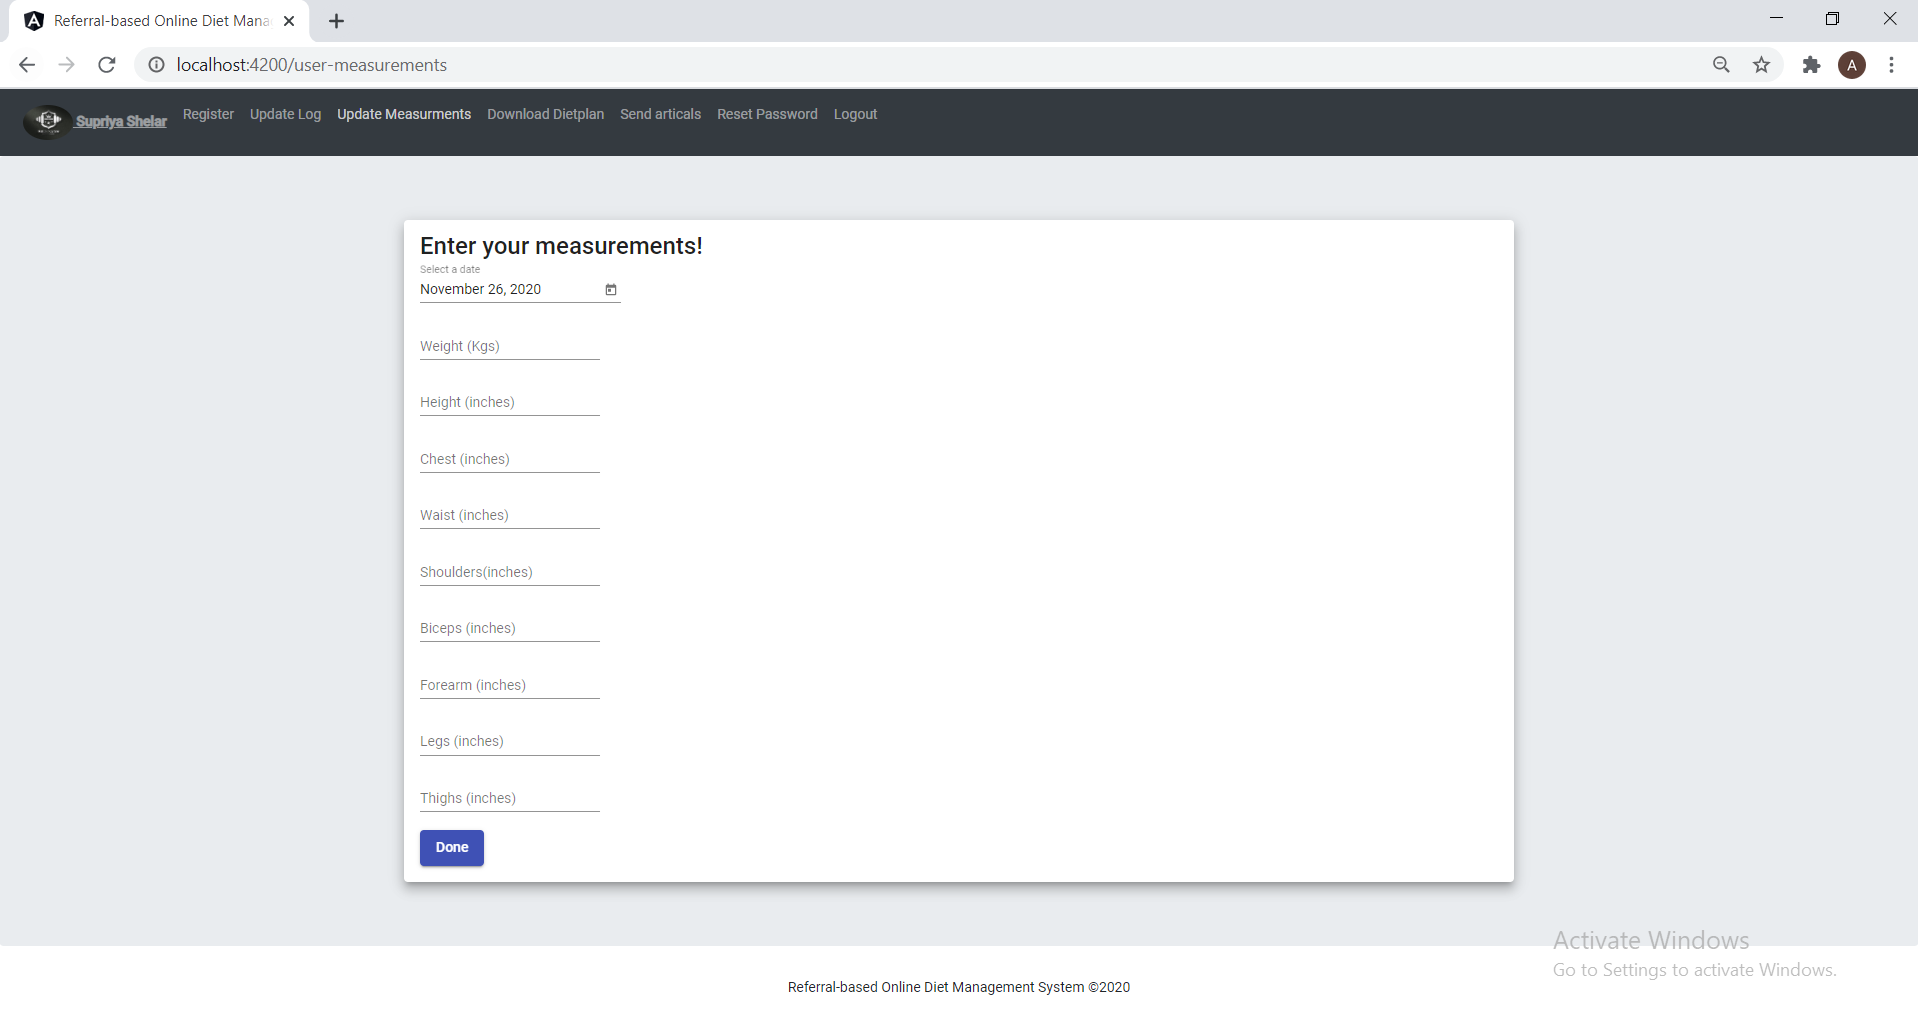 Referral-based Online Diet Mana
localhost:4200/user-measurements
A
Supriya Shelar Register Update Log Update Measurments Download Dietplan Send articals Reset Password Logout
Enter your measurements!
Select a date
November 26, 2020
Weight (Kgs)
Height (inches)
Chest (inches)
Waist (inches)
Shoulders(inches)
Biceps (inches)
Forearm (inches)
Legs (inches)
Thighs (inches)
Done
Activate Windows
Go to Settings to activate Windows.
Referral-based Online Diet Management System ©2020